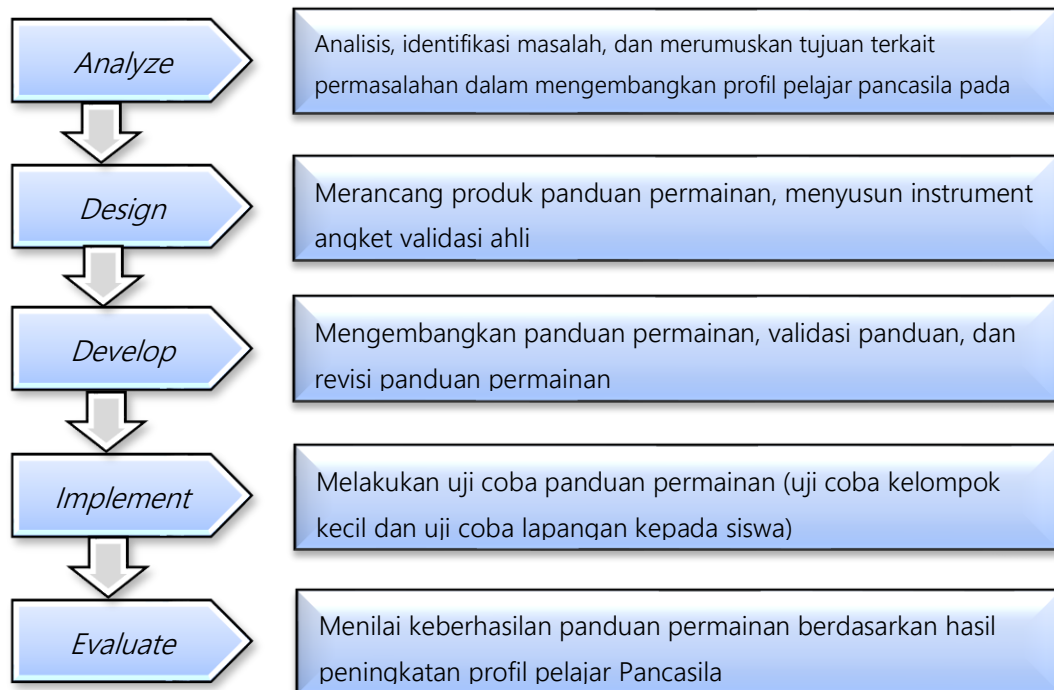 Analyze
Analisis, identifikasi masalah, dan merumuskan tujuan terkait
permasalahan dalam mengembangkan profil pelajar pancasila pada
Design
Merancang produk panduan permainan, menyusun instrument
angket validasi ahli
Develop
Mengembangkan panduan permainan, validasi panduan, dan
revisi panduan permainan
Implement
Melakukan uji coba panduan permainan (uji coba kelompok
kecil dan uji coba lapangan kepada siswa)
Evaluate
Menilai keberhasilan panduan permainan berdasarkan hasil
peningkatan profil pelajar Pancasila